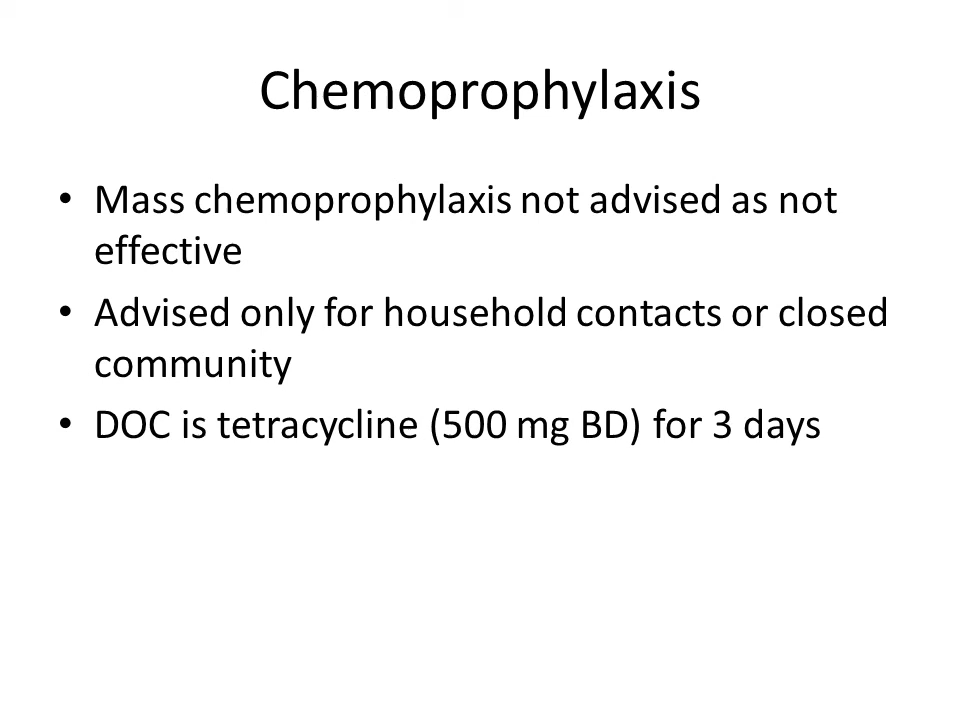 Chemoprophylaxis
• Mass chemoprophylaxis not advised as not
effective
• Advised only for household contacts or closed
community
• DOC is tetracycline (500 mg BD) for 3 days